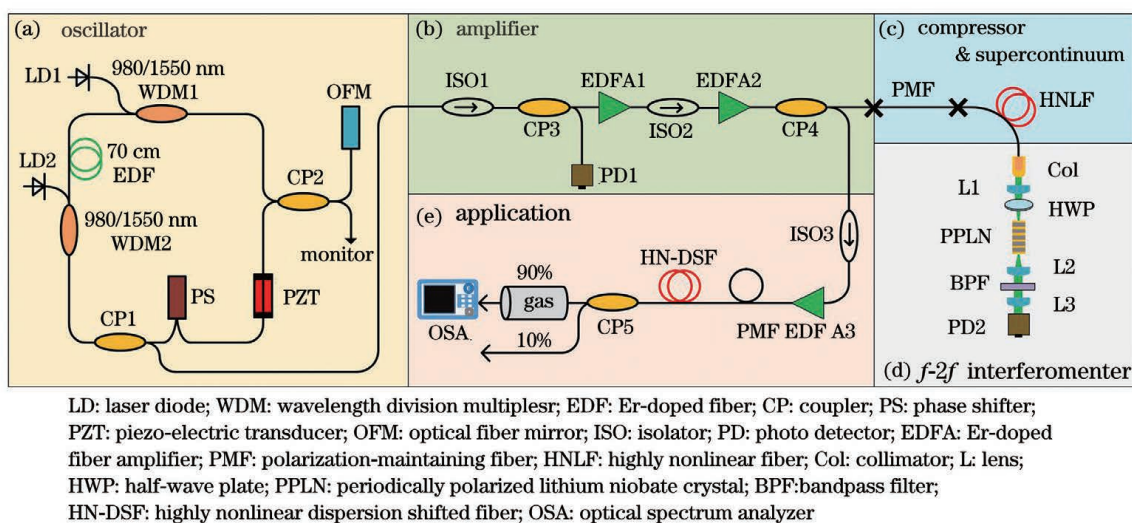 (a) oscillator
LD1
980/1550 nm
WDM1
OFM
70 cm
EDF
LD2
CP2
980/1550 nm
WDM2
monitor
PS
PZT
CP1
(b) amplifier
ISO1
EDFA1
EDFA2
CP3
ISO2
CP4
PD1
(c) compressor
& supercontinuum
PMF
HNLF
Col
L1
HWP
PPLN
L2
BPF
L3
PD2
(d) f-2f interferomenter
(e) application
ISO3
HN-DSF
90%
gas
OSA
CP5
PMF EDF A3
10%
LD: laser diode; WDM: wavelength division multiplesr; EDF: Er-doped fiber; CP: coupler; PS: phase shifter;
PZT: piezo-electric transducer; OFM: optical fiber mirror; ISO: isolator; PD: photo detector; EDFA: Er-doped
fiber amplifier; PMF: polarization-maintaining fiber; HNLF: highly nonlinear fiber; Col: collimator; L: lens;
HWP: half-wave plate; PPLN: periodically polarized lithium niobate crystal; BPF:bandpass filter;
HN-DSF: highly nonlinear dispersion shifted fiber; OSA: optical spectrum analyzer